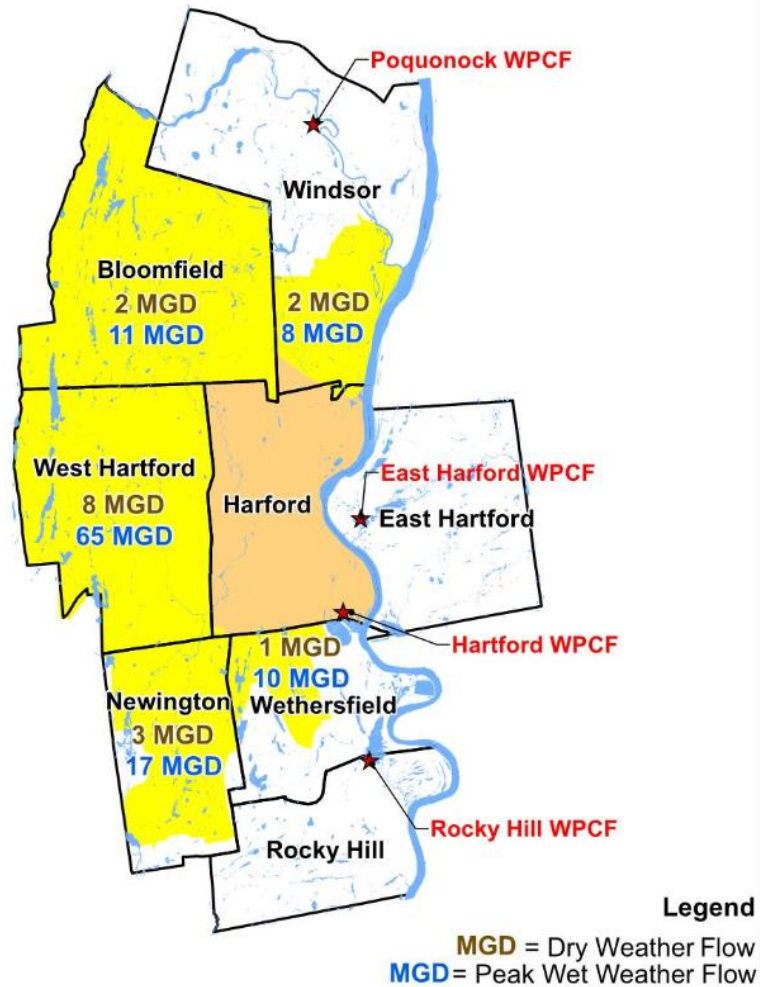 Poquonock WPCF
Windsor
Bloomfield
2 MGD
11 MGD
2 MGD
8 MGD
West Hartford
8 MGD
65 MGD
Harford
East Harford WPCF
East Hartford
Hartford WPCF
1 MGD
10 MGD
Wethersfield
Newington
3 MGD
17 MGD
Rocky Hill WPCF
Rocky Hill
Legend
MGD = Dry Weather Flow
MGD= Peak Wet Weather Flow